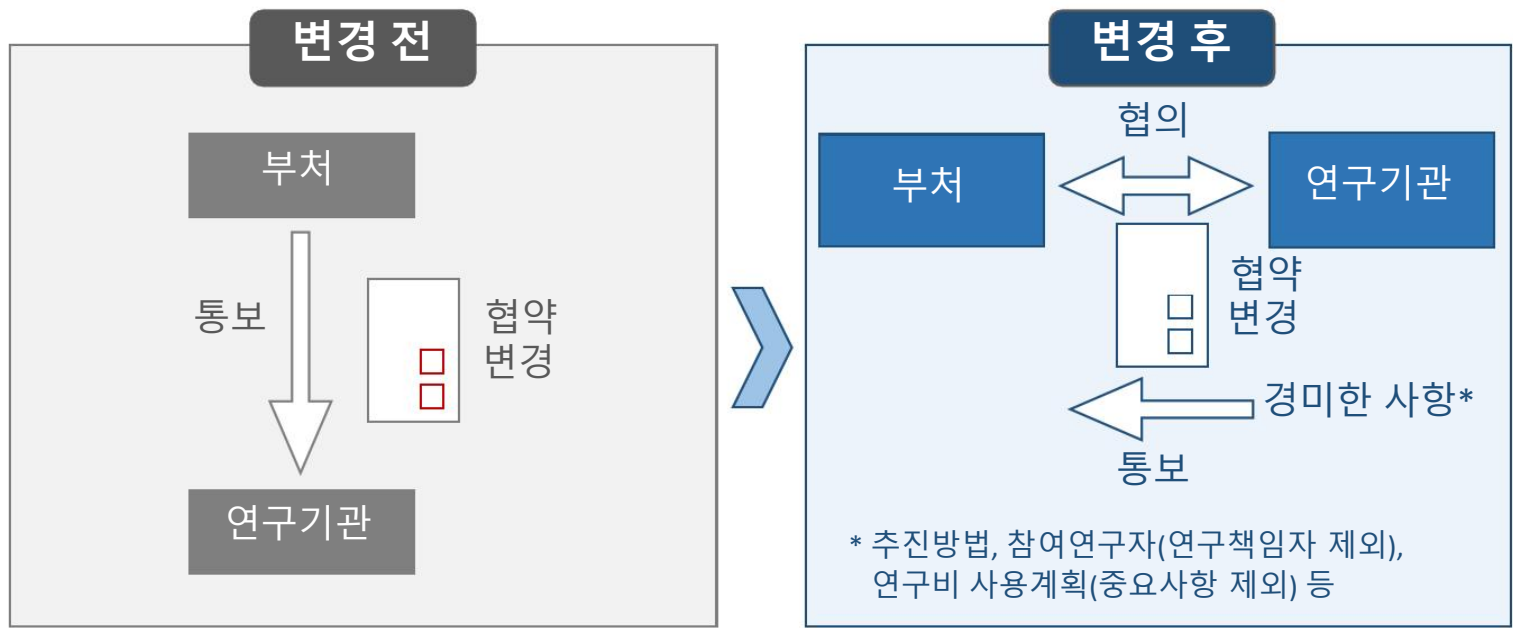 변경 전
부처
통보
협약
변경
연구기관
변경 후
협의
부처
연구기관
협약
변경
경미한 사항*
통보
* 추진방법, 참여연구자(연구책임자 제외),
연구비 사용계획(중요사항 제외) 등